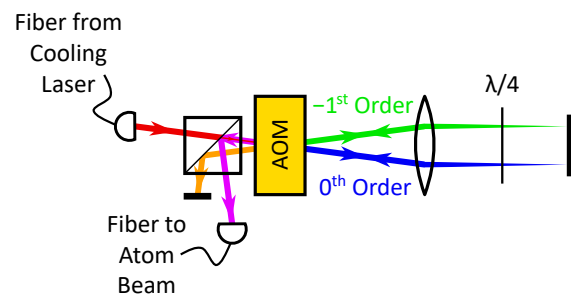 Fiber from
Cooling
Laser
AOM
−1st Order
0th Order
λ/4
Fiber to
Atom
Beam